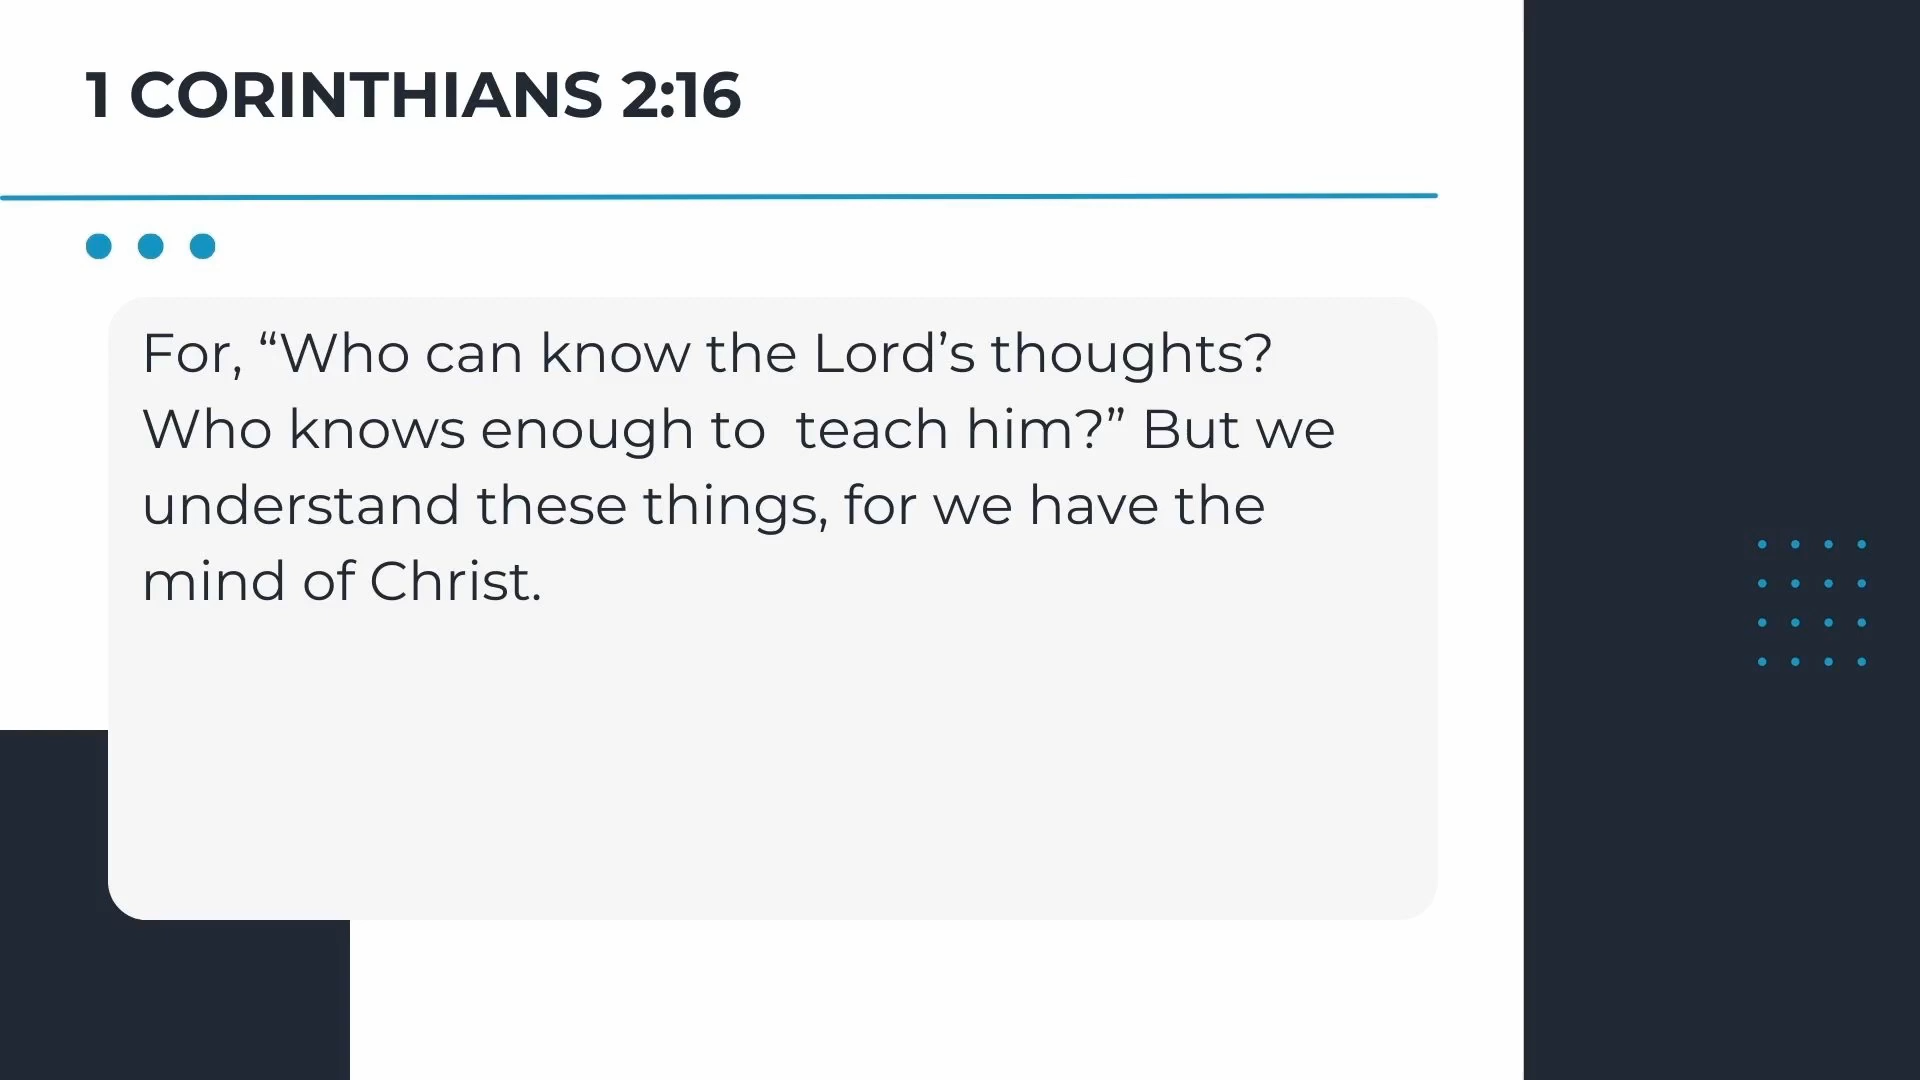 1 CORINTHIANS 2:16
For, “Who can know the Lord’s thoughts?
Who knows enough to  teach him?” But we
understand these things, for we have the
mind of Christ.